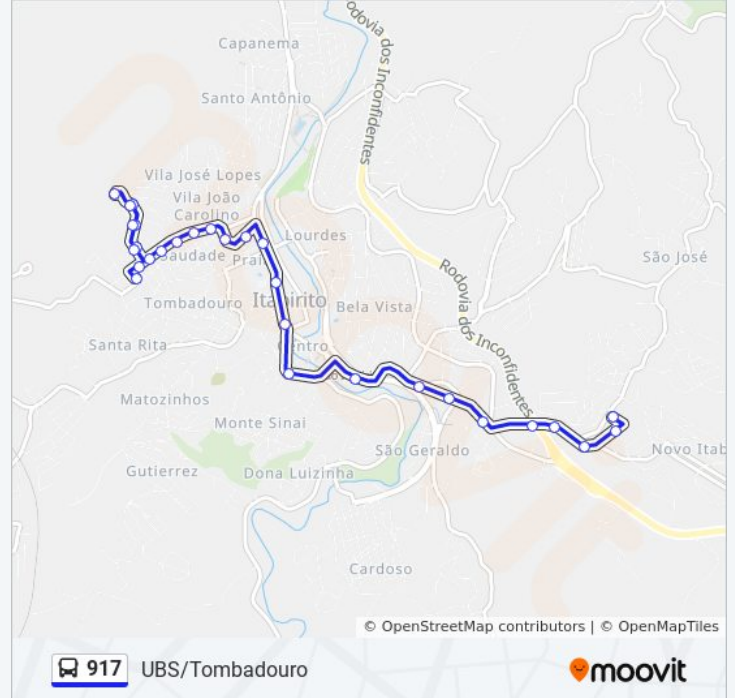 Rodovia dos Inconfidentes
Capanema
Santo Antônio
Vila José Lopes
Vila João
Carolino
Lourdes
Saudade
São José
Rodovia dos Inconfidentes
Tombadouro
Itabirito
Bela Vista
Santa Rita
Centro
Matozinhos
Monte Sinai
São Geraldo
Novo Itab
Gutierrez
Dona Luizinha
Cardoso
© OpenStreetMap contributors | © OpenMapTiles
917 UBS/Tombadouro
moovit